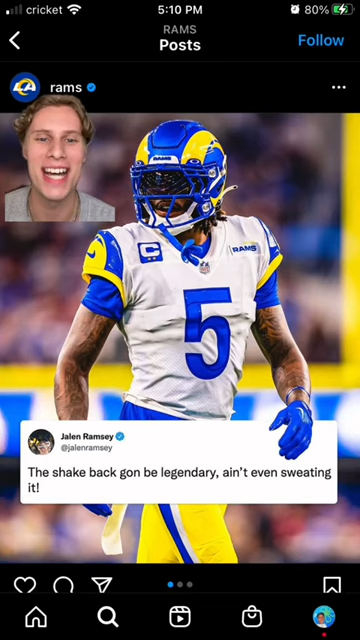 cricket
5:10 PM
80%
RAMS
Posts
Follow
LA
rams
RAMS
C
RAMS
5
Jalen Ramsey
@jalenramsey
The shake back gon be legendary, ain't even sweating
it!